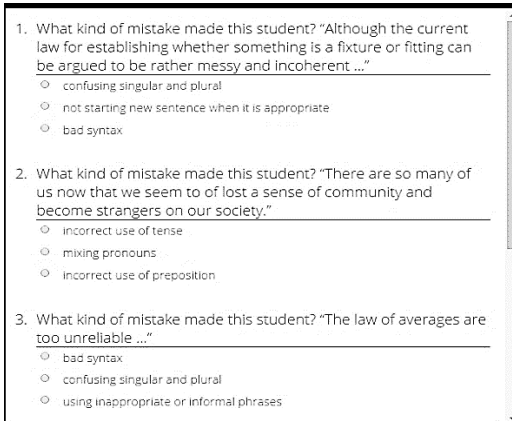 1. What kind of mistake made this student? “Although the current
law for establishing whether something is a fixture or fitting can
be argued to be rather messy and incoherent ...”
confusing singular and plural
not starting new sentence when it is appropriate
bad syntax
2. What kind of mistake made this student? “There are so many of
us now that we seem to of lost a sense of community and
become strangers on our society.”
incorrect use of tense
mixing pronouns
incorrect use of preposition
3. What kind of mistake made this student? “The law of averages are
too unreliable ...”
bad syntax
confusing singular and plural
using inappropriate or informal phrases